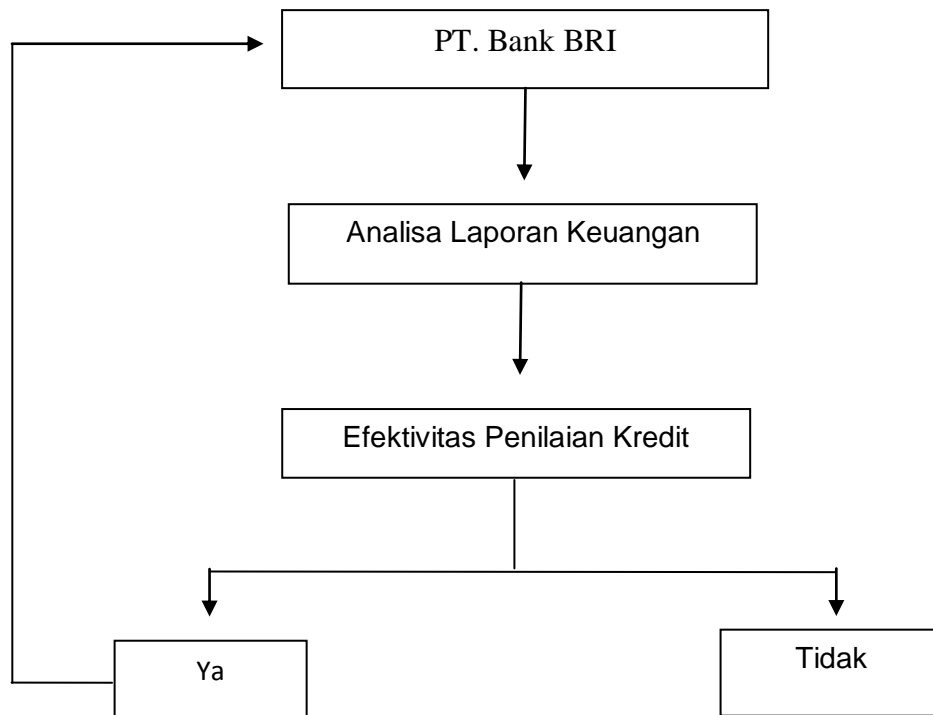 PT. Bank BRI
Analisa Laporan Keuangan
Efektivitas Penilaian Kredit
Ya
Tidak